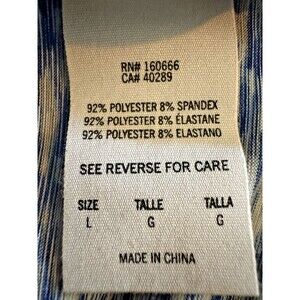 RN# 160666
CA# 40289
92% POLYESTER 8% SPANDEX
92% POLYESTER 8% ÉLASTANE
92% POLYESTER 8% ELASTANO
SEE REVERSE FOR CARE
SIZE TALLE TALLA
L G G
MADE IN CHINA